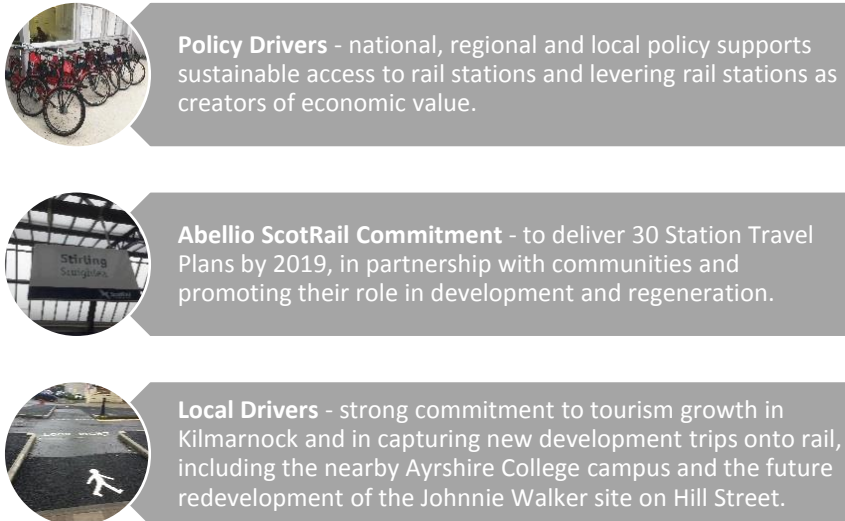 Policy Drivers - national, regional and local policy supports
sustainable access to rail stations and levering rail stations as
creators of economic value.
Abellio ScotRail Commitment - to deliver 30 Station Travel
Plans by 2019, in partnership with communities and
promoting their role in development and regeneration.
Stirling
Sruighlea
ScotRail
Local Drivers - strong commitment to tourism growth in
Kilmarnock and in capturing new development trips onto rail,
including the nearby Ayrshire College campus and the future
redevelopment of the Johnnie Walker site on Hill Street.